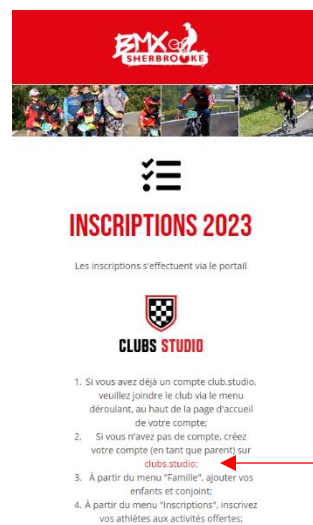 BMX
SHERBROOKE
INSCRIPTIONS 2023
Les inscriptions s'effectuent via le portail
CLUBS STUDIO
1. Si vous avez déjà un compte club.studio,
veuillez joindre le club via le menu
déroulant, au haut de la page d'accueil
de votre compte;
2. Si vous n'avez pas de compte, créez
votre compte (en tant que parent) sur
clubs.studio;
3. À partir du menu "Famille", ajouter vos
enfants et conjoint;
4. À partir du menu "Inscriptions", inscrivez
vos athlètes aux activités offertes;